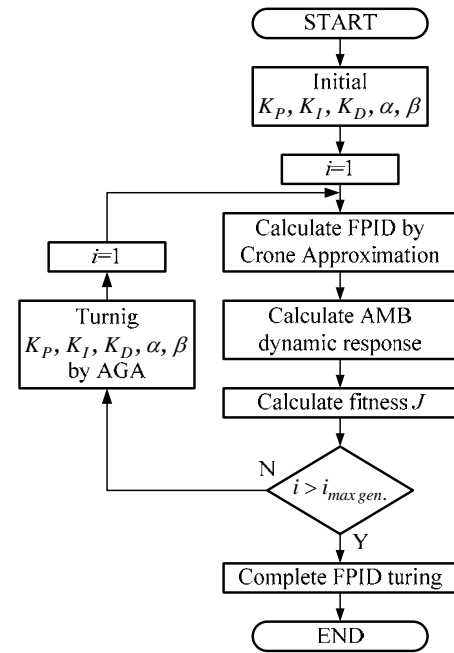 START
Initial
K_P, K_I, K_D, α, β
i=1
Calculate FPID by
Crone Approximation
Calculate AMB
dynamic response
Calculate fitness J
i > i_max gen.
N
i=1
Turnig
K_P, K_I, K_D, α, β
by AGA
Y
Complete FPID turing
END